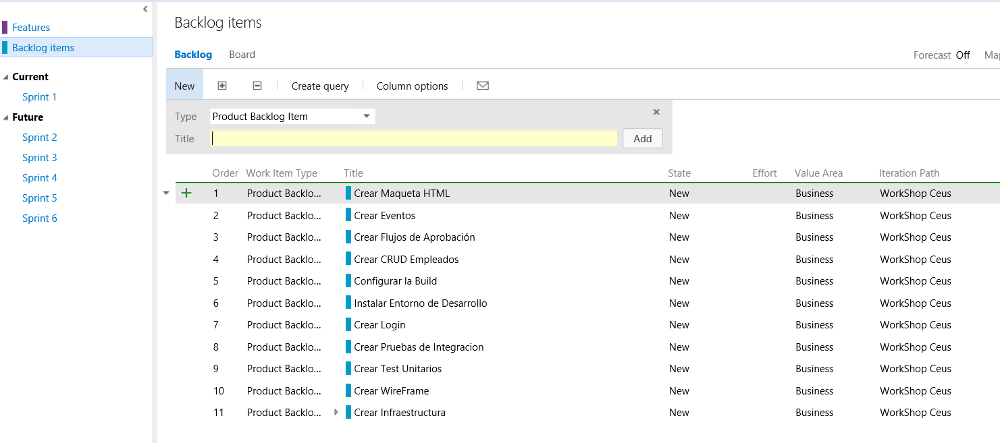 Features
Backlog items
Current
Sprint 1
Future
Sprint 2
Sprint 3
Sprint 4
Sprint 5
Sprint 6
Backlog items
Backlog Board Forecast Off
New Create query Column options
Type Product Backlog Item
Title Add
Order Work Item Type Title State Effort Value Area Iteration Path
1 Product Backlo... Crear Maqueta HTML New Business WorkShop Ceus
2 Product Backlo... Crear Eventos New Business WorkShop Ceus
3 Product Backlo... Crear Flujos de Aprobación New Business WorkShop Ceus
4 Product Backlo... Crear CRUD Empleados New Business WorkShop Ceus
5 Product Backlo... Configurar la Build New Business WorkShop Ceus
6 Product Backlo... Instalar Entorno de Desarrollo New Business WorkShop Ceus
7 Product Backlo... Crear Login New Business WorkShop Ceus
8 Product Backlo... Crear Pruebas de Integracion New Business WorkShop Ceus
9 Product Backlo... Crear Test Unitarios New Business WorkShop Ceus
10 Product Backlo... Crear WireFrame New Business WorkShop Ceus
11 Product Backlo... Crear Infraestructura New Business WorkShop Ceus